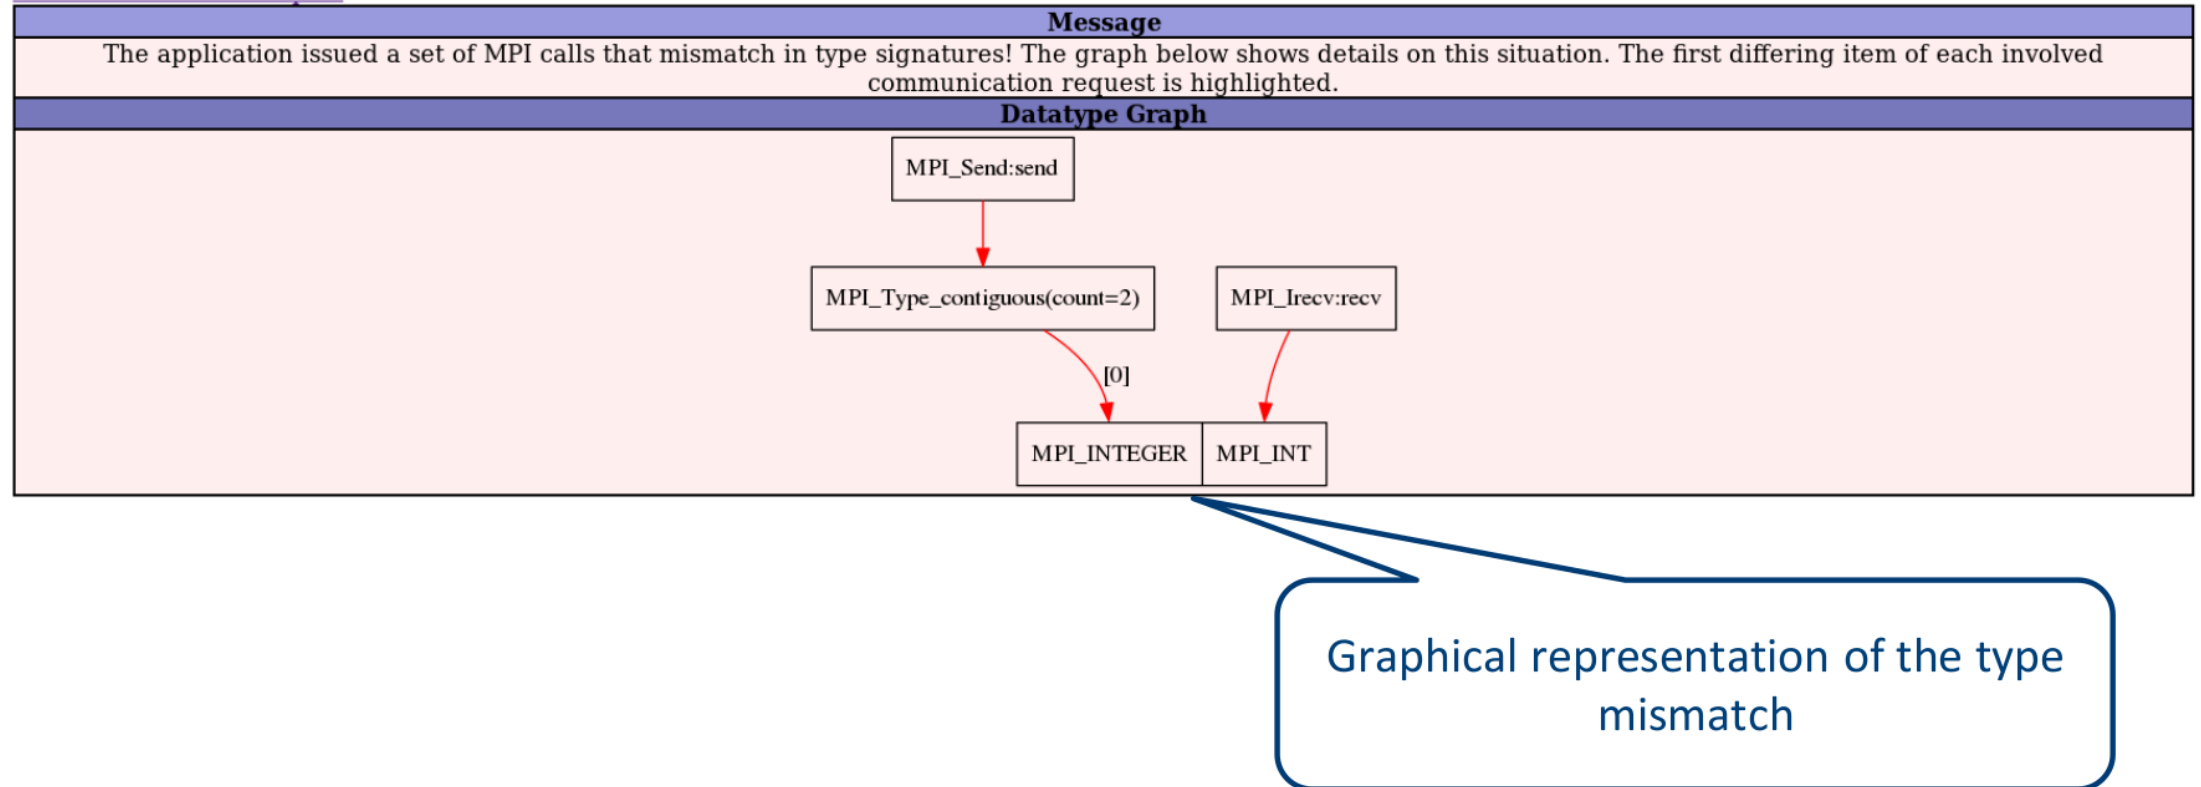 Message
The application issued a set of MPI calls that mismatch in type signatures! The graph below shows details on this situation. The first differing item of each involved
communication request is highlighted.
Datatype Graph
MPI_Send:send
MPI_Type_contiguous(count=2)
MPI_Irecv:recv
[0]
MPI_INTEGER
MPI_INT
Graphical representation of the type
mismatch